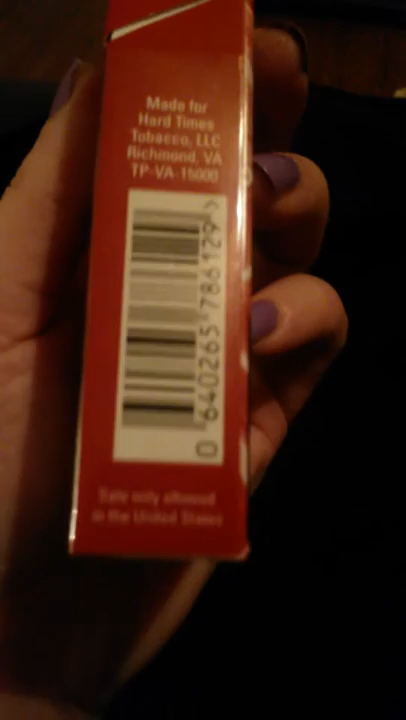 Made for
Hard Times
Tobacco, LLC
Richmond, VA
TP-VA-15000
0 640265 786129 >
Sale only allowed
in the United States